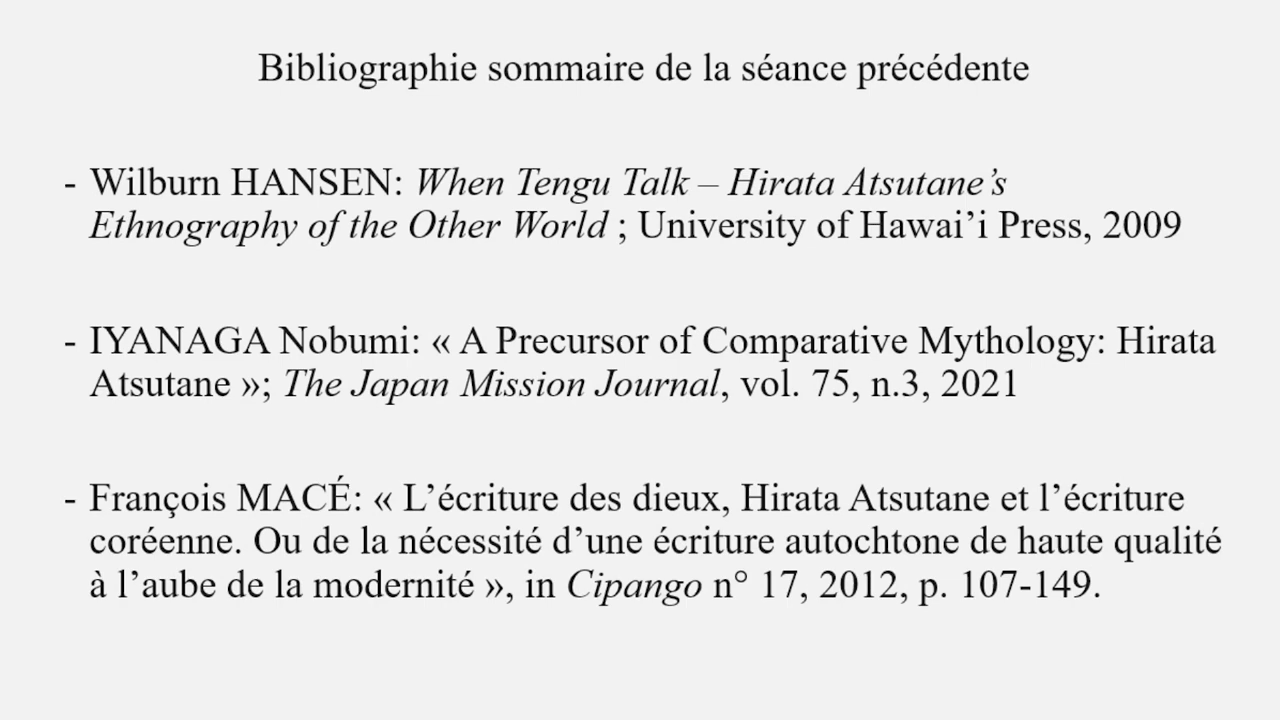 Bibliographie sommaire de la séance précédente
- Wilburn HANSEN: When Tengu Talk – Hirata Atsutane’s
Ethnography of the Other World ; University of Hawai’i Press, 2009
- IYANAGA Nobumi: « A Precursor of Comparative Mythology: Hirata
Atsutane »; The Japan Mission Journal, vol. 75, n.3, 2021
- François MACÉ: « L’écriture des dieux, Hirata Atsutane et l’écriture
coréenne. Ou de la nécessité d’une écriture autochtone de haute qualité
à l’aube de la modernité », in Cipango n° 17, 2012, p. 107-149.